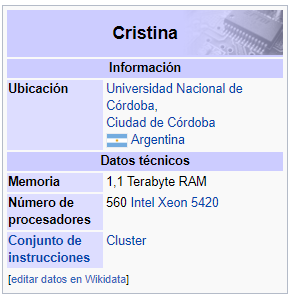 Cristina
Información
Ubicación
Universidad Nacional de
Córdoba,
Ciudad de Córdoba
Argentina
Datos técnicos
Memoria
1,1 Terabyte RAM
Número de
procesadores
560 Intel Xeon 5420
Conjunto de
instrucciones
Cluster
[editar datos en Wikidata]